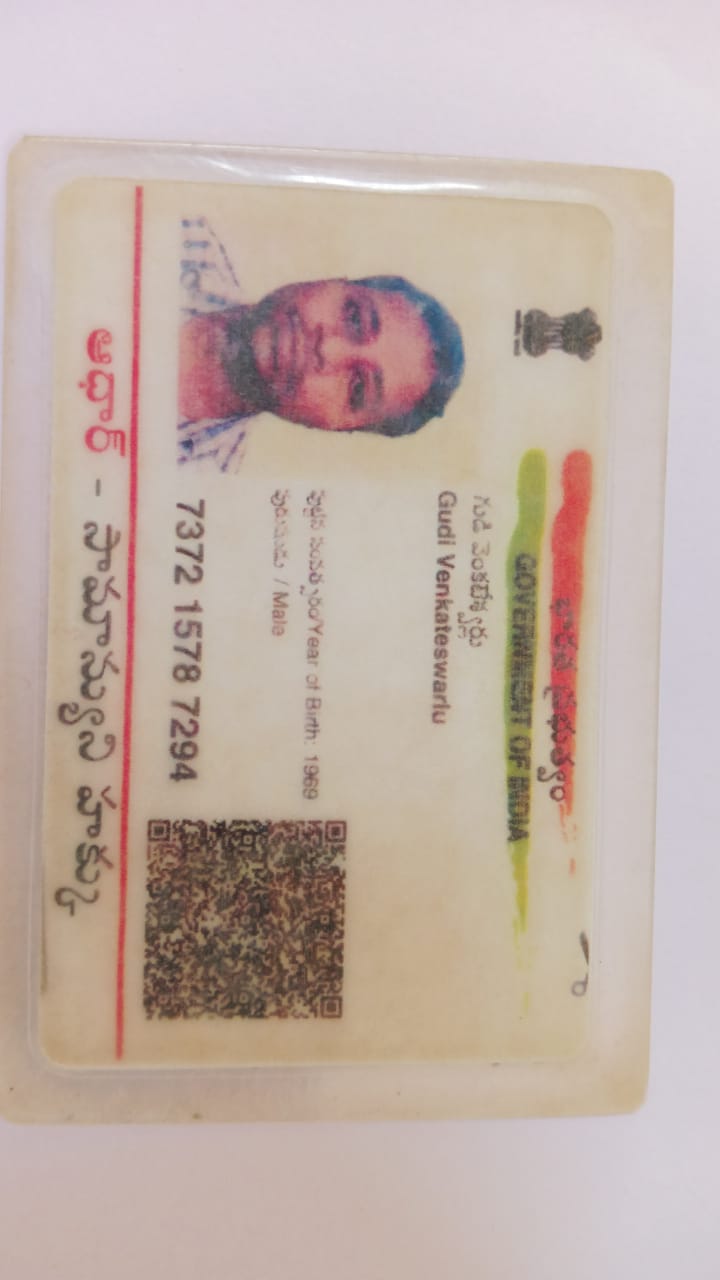 భారత ప్రభుత్వం
GOVERNMENT OF INDIA
గుడి వెంకటేశ్వర్లు
Gudi Venkateswarlu
పుట్టిన సంవత్సరం/Year of Birth: 1969
పురుషుడు / Male
7372 1578 7294
ఆధార్ - సామాన్యుని హక్కు